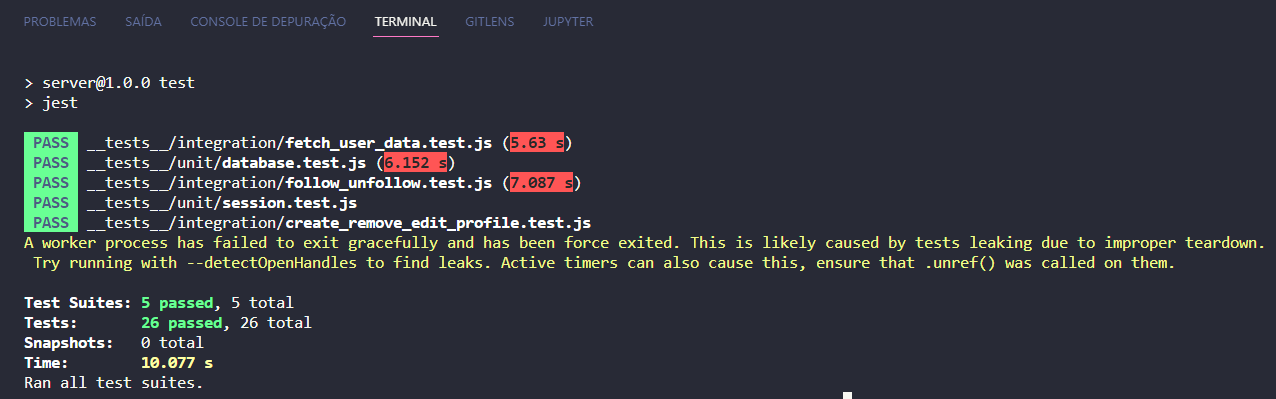 PROBLEMAS SAÍDA CONSOLE DE DEPURAÇÃO TERMINAL GITLENS JUPYTER
> server@1.0.0 test
> jest
PASS __tests__/integration/fetch_user_data.test.js (5.63 s)
PASS __tests__/unit/database.test.js (6.152 s)
PASS __tests__/integration/follow_unfollow.test.js (7.087 s)
PASS __tests__/unit/session.test.js
PASS __tests__/integration/create_remove_edit_profile.test.js
A worker process has failed to exit gracefully and has been force exited. This is likely caused by tests leaking due to improper teardown.
Try running with --detectOpenHandles to find leaks. Active timers can also cause this, ensure that .unref() was called on them.
Test Suites: 5 passed, 5 total
Tests: 26 passed, 26 total
Snapshots: 0 total
Time: 10.077 s
Ran all test suites.